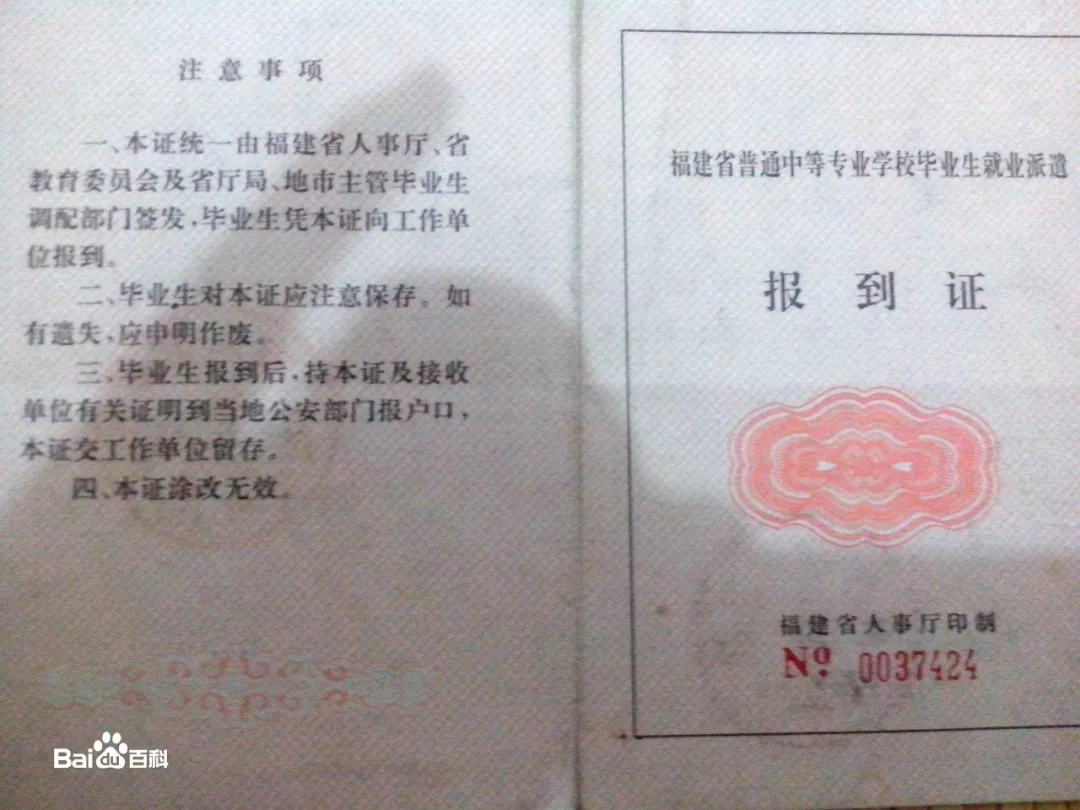 注意事项
一、本证统一由福建省人事厅、省
教育委员会及省厅局、地市主管毕业生
调配部门签发，毕业生凭本证向工作单
位报到。
二、毕业生对本证应注意保存。如
有遗失，应申明作废。
三、毕业生报到后，持本证及接收
单位有关证明到当地公安部门报户口，
本证交工作单位留存。
四、本证涂改无效。
福建省普通中等专业学校毕业生就业派遣
报到证
福建省人事厅印制
Nº 0037424
Bai du 百科